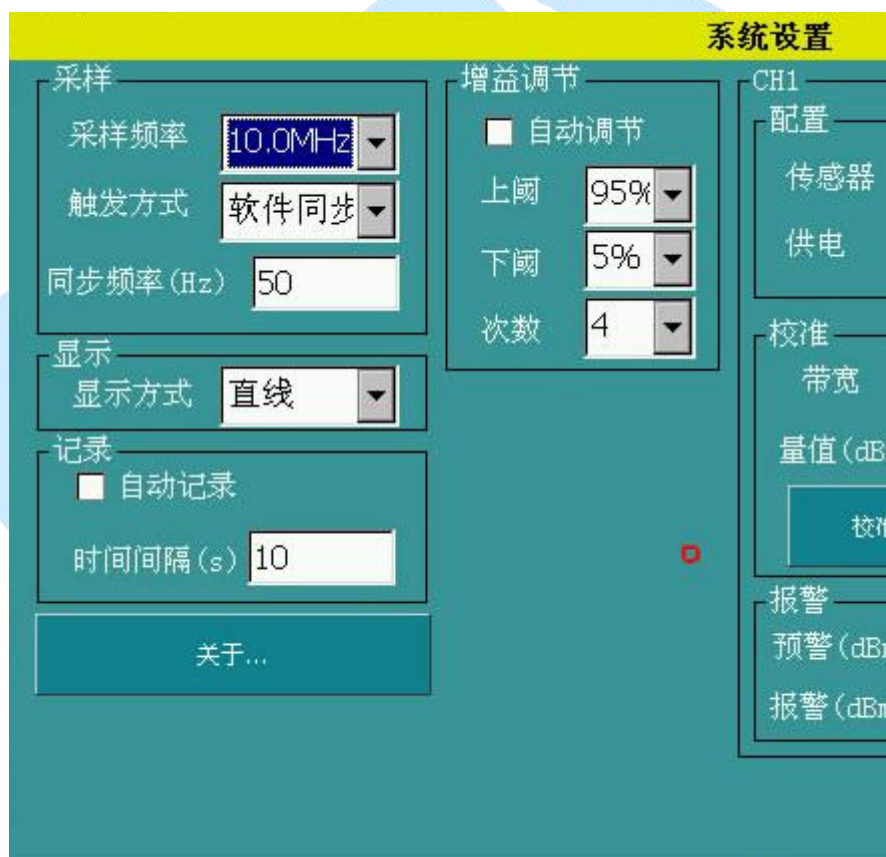 系统设置
采样
采样频率 10.0MHz
触发方式 软件同步
同步频率(Hz) 50
显示
显示方式 直线
记录
自动记录
时间间隔(s) 10
关于...
增益调节
自动调节
上阈 95%
下阈 5%
次数 4
CH1
配置
传感器
供电
校准
带宽
量值(dB
校准
报警
预警(dBm
报警(dBm